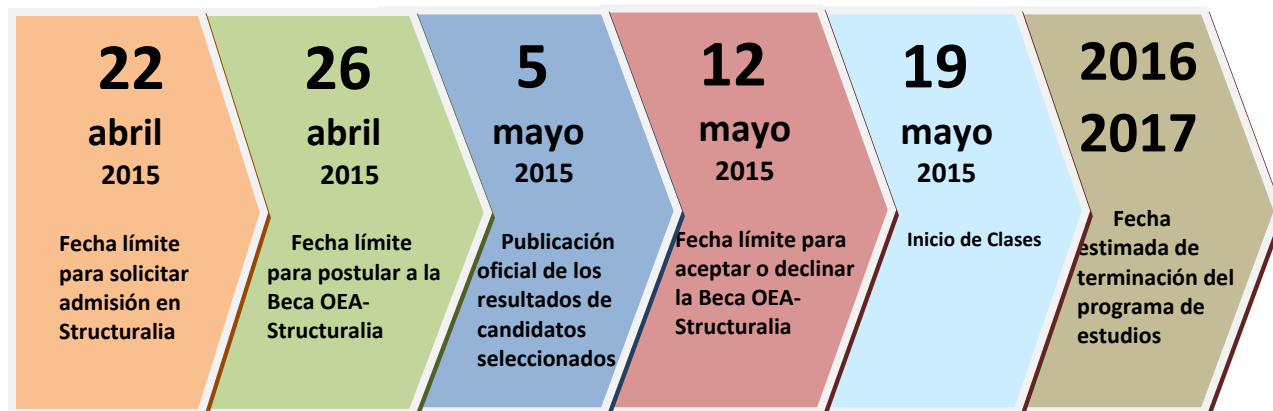 22
abril
2015
Fecha límite
para solicitar
admisión en
Structuralia
26
abril
2015
Fecha límite
para postular a la
Beca OEA-
Structuralia
5
mayo
2015
Publicación
oficial de los
resultados de
candidatos
seleccionados
12
mayo
2015
Fecha límite para
aceptar o declinar
la Beca OEA-
Structuralia
19
mayo
2015
Inicio de Clases
2016
2017
Fecha
estimada de
terminación del
programa de
estudios